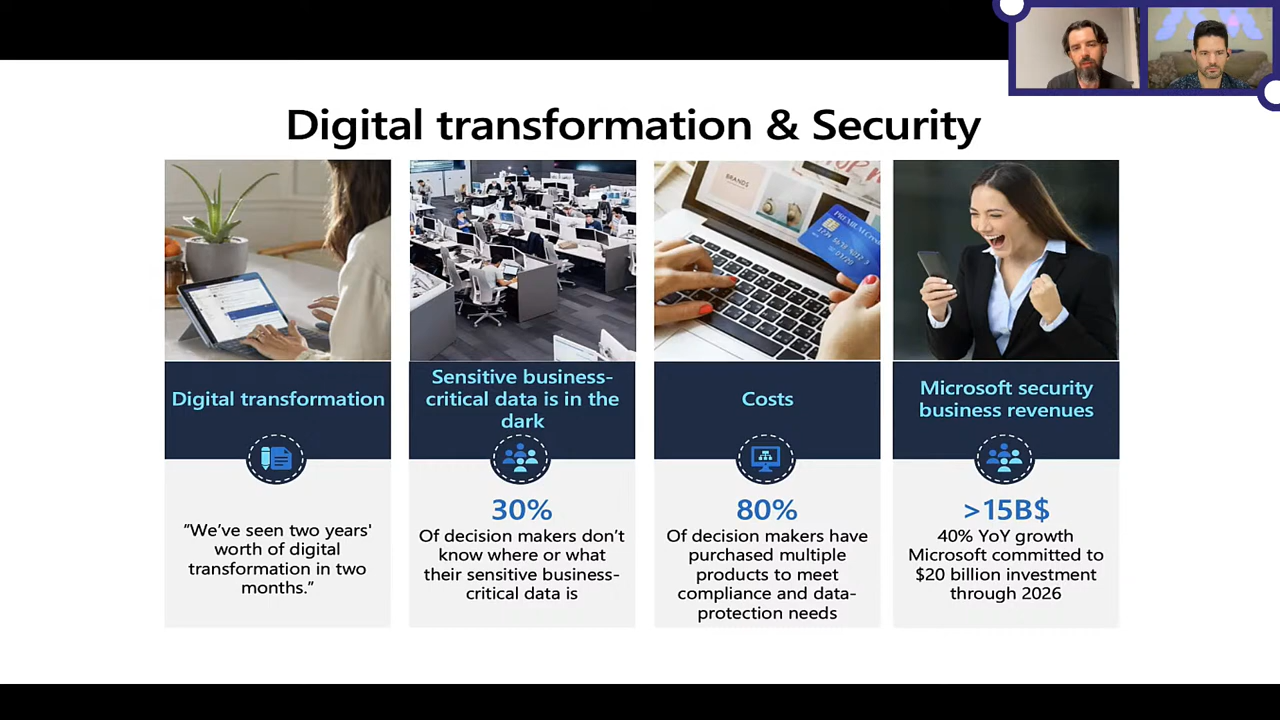 Digital transformation & Security
BRANDS
PREMIUM
Digital transformation
Sensitive business-
critical data is in the
dark
Costs
Microsoft security
business revenues
“We’ve seen two years'
worth of digital
transformation in two
months.”
30%
Of decision makers don’t
know where or what
their sensitive business-
critical data is
80%
Of decision makers have
purchased multiple
products to meet
compliance and data-
protection needs
>15B$
40% YoY growth
Microsoft committed to
$20 billion investment
through 2026